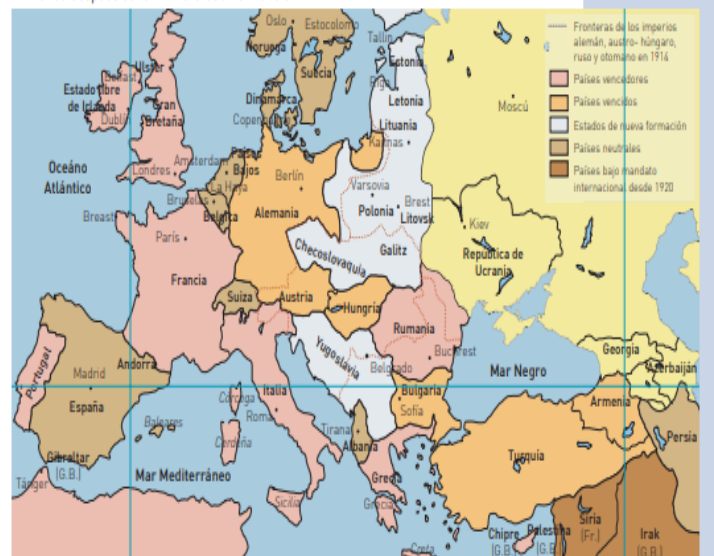 Oslo
Estocolomo
Noruega
Suecia
Tallin
Estonia
Riga
Letonia
Lituania
Kaunas
Moscú
Fronteras de los imperios
alemán, austro- húngaro,
ruso y otomano en 1914
Países vencedores
Países vencidos
Estados de nueva formación
Países neutrales
Países bajo mandato
internacional desde 1920
Ulster
Belfast
Estado libre
de Irlanda
Dublín
Gran
Bretaña
Londres
Dinamarca
Copenhague
Océano
Atlántico
Amsterdam
Países
Bajos
La Haya
Bruselas
Bélgica
Berlín
Alemania
Varsovia
Polonia
Brest
Litovsk
Galitz
Kiev
República de
Ucrania
Breast
París
Francia
Checoslovaquia
Suiza
Austria
Hungría
Rumania
Bucarest
Yugoslavia
Belgrado
Mar Negro
Georgia
Azerbaiján
Armenia
Persia
Portugal
Madrid
España
Andorra
Baleares
Gibraltar
(G.B.)
Tánger
Córcega
Roma
Italia
Cerdeña
Mar Mediterráneo
Sicilia
Tirana
Albania
Bulgaria
Sofía
Grecia
Grecia
Creta
Turquía
Chipre
(G.B.)
Palestina
(G.B.)
Siria
(Fr.)
Irak
(G.B.)